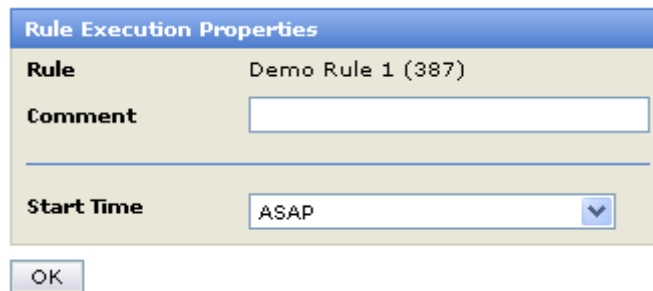 Rule Execution Properties
Rule Demo Rule 1 (387)
Comment
Start Time ASAP
OK